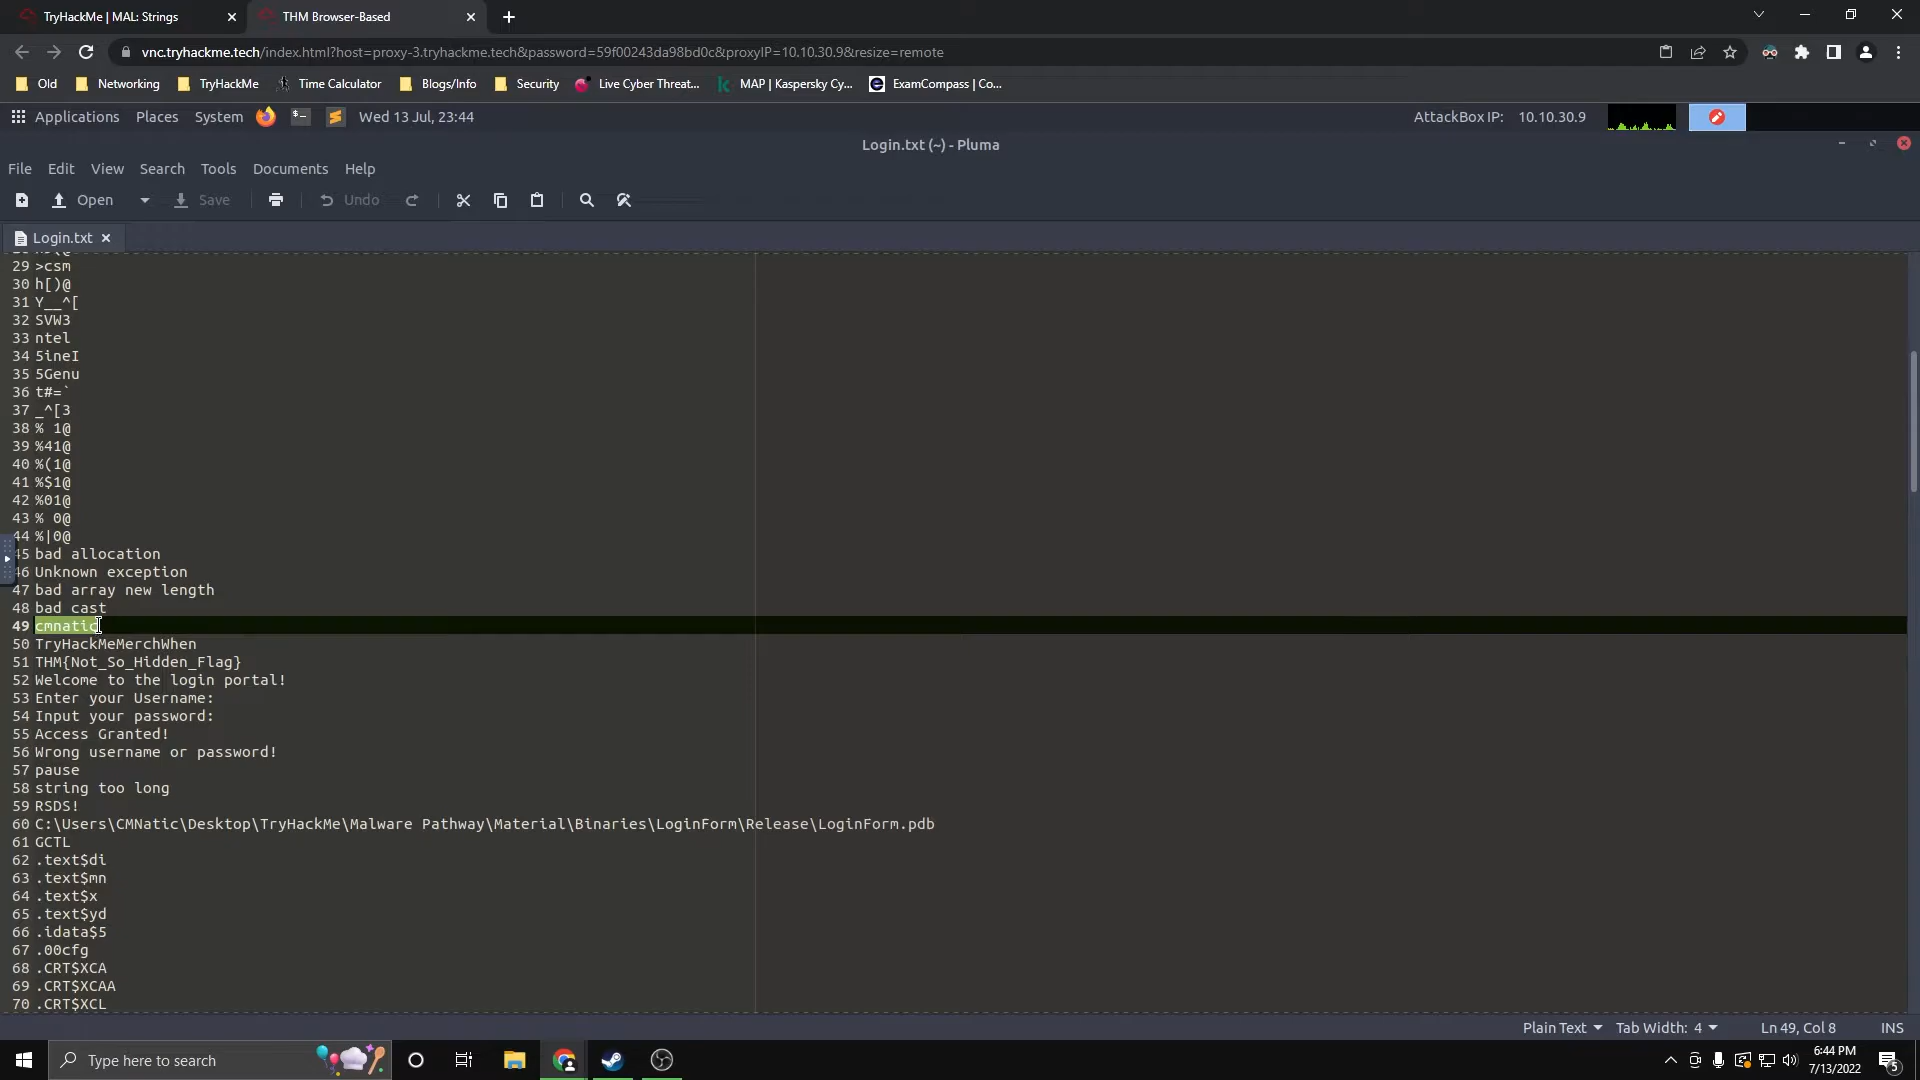 TryHackMe | MAL: Strings
THM Browser-Based
vnc.tryhackme.tech/index.html?host=proxy-3.tryhackme.tech&password=59f00243da98bd0c&proxyIP=10.10.30.9&resize=remote
Old Networking TryHackMe Time Calculator Blogs/Info Security Live Cyber Threat... MAP | Kaspersky Cy... ExamCompass | Co...
Applications Places System Wed 13 Jul, 23:44 AttackBox IP: 10.10.30.9
Login.txt (~) - Pluma
File Edit View Search Tools Documents Help
Open Save Undo
Login.txt
29 >csm
30 h[)@
31 Y__^[
32 SVW3
33 ntel
34 5ineI
35 5Genu
36 t#=`
37 _^[3
38 % 1@
39 %41@
40 %(1@
41 %$1@
42 %01@
43 % 0@
44 %|0@
45 bad allocation
46 Unknown exception
47 bad array new length
48 bad cast
49 cmnatic
50 TryHackMeMerchWhen
51 THM{Not_So_Hidden_Flag}
52 Welcome to the login portal!
53 Enter your Username:
54 Input your password:
55 Access Granted!
56 Wrong username or password!
57 pause
58 string too long
59 RSDS!
60 C:\Users\CMNatic\Desktop\TryHackMe\Malware Pathway\Material\Binaries\LoginForm\Release\LoginForm.pdb
61 GCTL
62 .text$di
63 .text$mn
64 .text$x
65 .text$yd
66 .idata$5
67 .00cfg
68 .CRT$XCA
69 .CRT$XCAA
70 .CRT$XCL
Plain Text Tab Width: 4 Ln 49, Col 8 INS
Type here to search
6:44 PM
7/13/2022
5